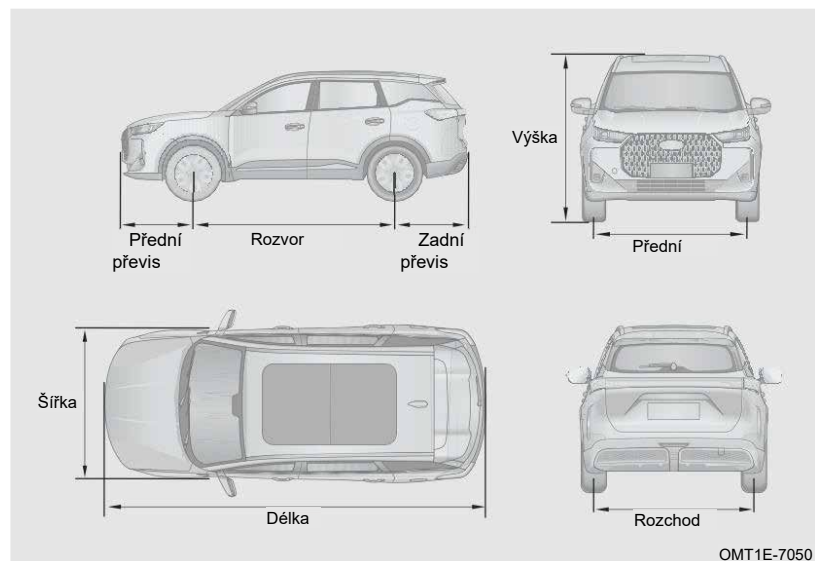 Výška
Přední
převis
Rozvor
Zadní
převis
Přední
Šířka
Délka
Rozchod
OMT1E-7050